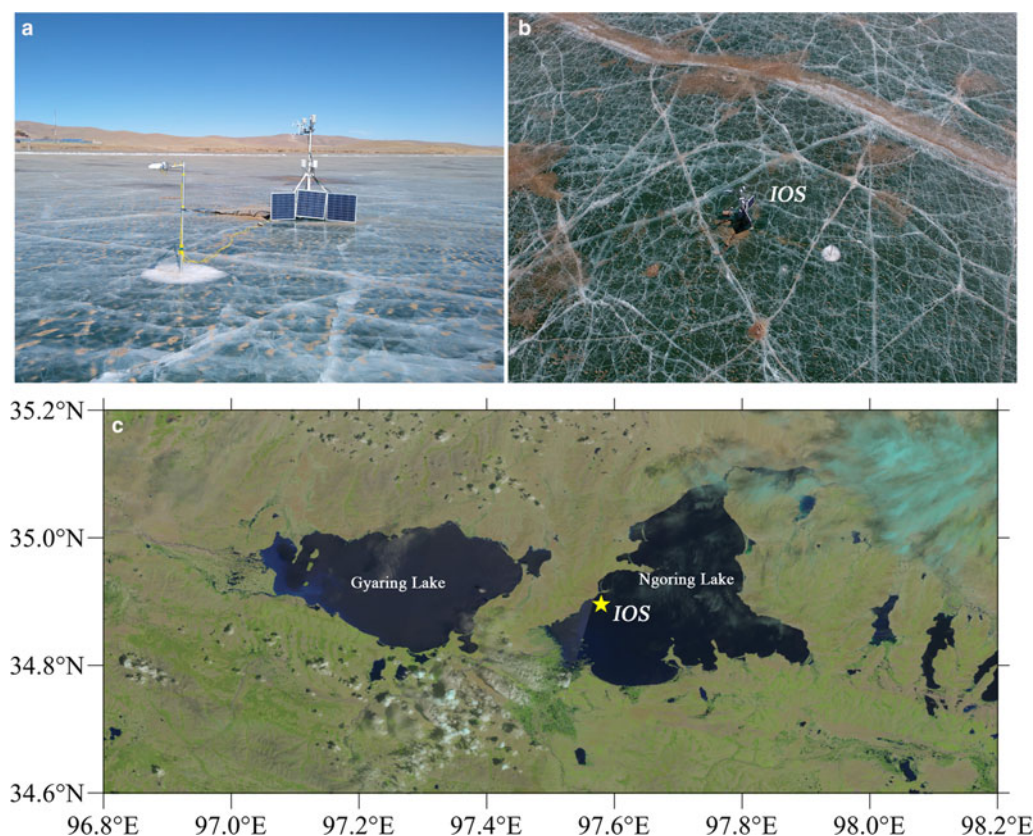 a
b
IOS
35.2°N
c
35.0°N
Gyaring Lake
Ngoring Lake
IOS
34.8°N
34.6°N
96.8°E 97.0°E 97.2°E 97.4°E 97.6°E 97.8°E 98.0°E 98.2°E